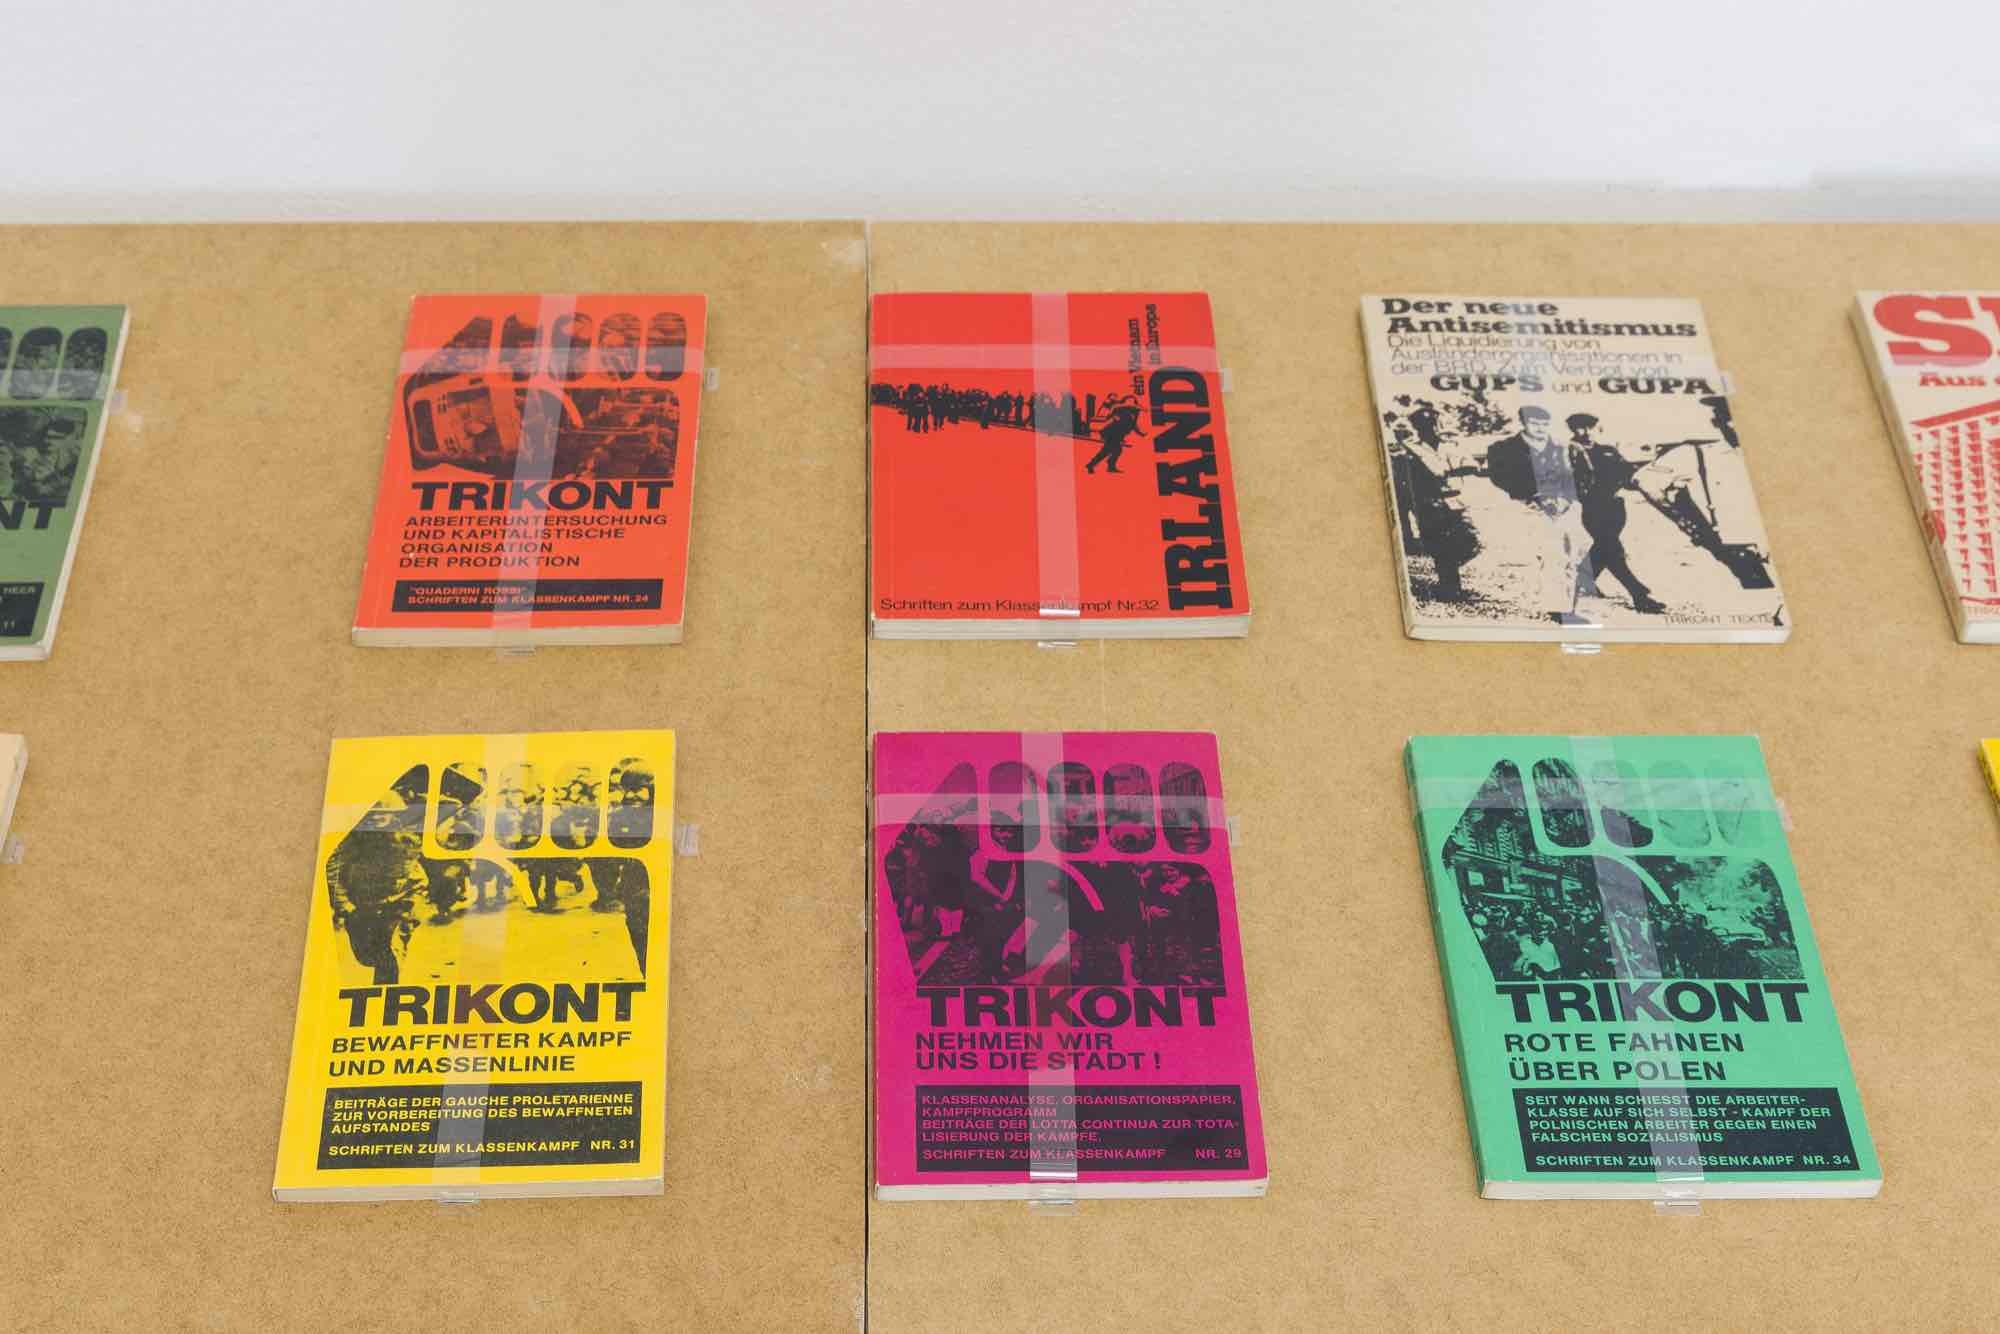 NT
HEER
11
TRIKONT
ARBEITERUNTERSUCHUNG
UND KAPITALISTISCHE
ORGANISATION
DER PRODUKTION
"QUADERNI ROSSI"
SCHRIFTEN ZUM KLASSENKAMPF NR. 24
ein Vietnam
in Europa
IRLAND
Schriften zum Klassenkampf Nr.32
Der neue
Antisemitismus
Die Liquidierung von
Ausländerorganisationen in
der BRD. Zum Verbot von
GUPS und GUPA
TRIKONT TEXTE
Aus
TRIKONT
BEWAFFNETER KAMPF
UND MASSENLINIE
BEITRÄGE DER GAUCHE PROLETARIENNE
ZUR VORBEREITUNG DES BEWAFFNETEN
AUFSTANDES
SCHRIFTEN ZUM KLASSENKAMPF NR. 31
TRIKONT
NEHMEN WIR
UNS DIE STADT !
KLASSENANALYSE, ORGANISATIONSPAPIER,
KAMPFPROGRAMM
BEITRÄGE DER LOTTA CONTINUA ZUR TOTA-
LISIERUNG DER KÄMPFE.
SCHRIFTEN ZUM KLASSENKAMPF NR. 29
TRIKONT
ROTE FAHNEN
ÜBER POLEN
SEIT WANN SCHIESST DIE ARBEITER-
KLASSE AUF SICH SELBST - KAMPF DER
POLNISCHEN ARBEITER GEGEN EINEN
FALSCHEN SOZIALISMUS
SCHRIFTEN ZUM KLASSENKAMPF NR. 34